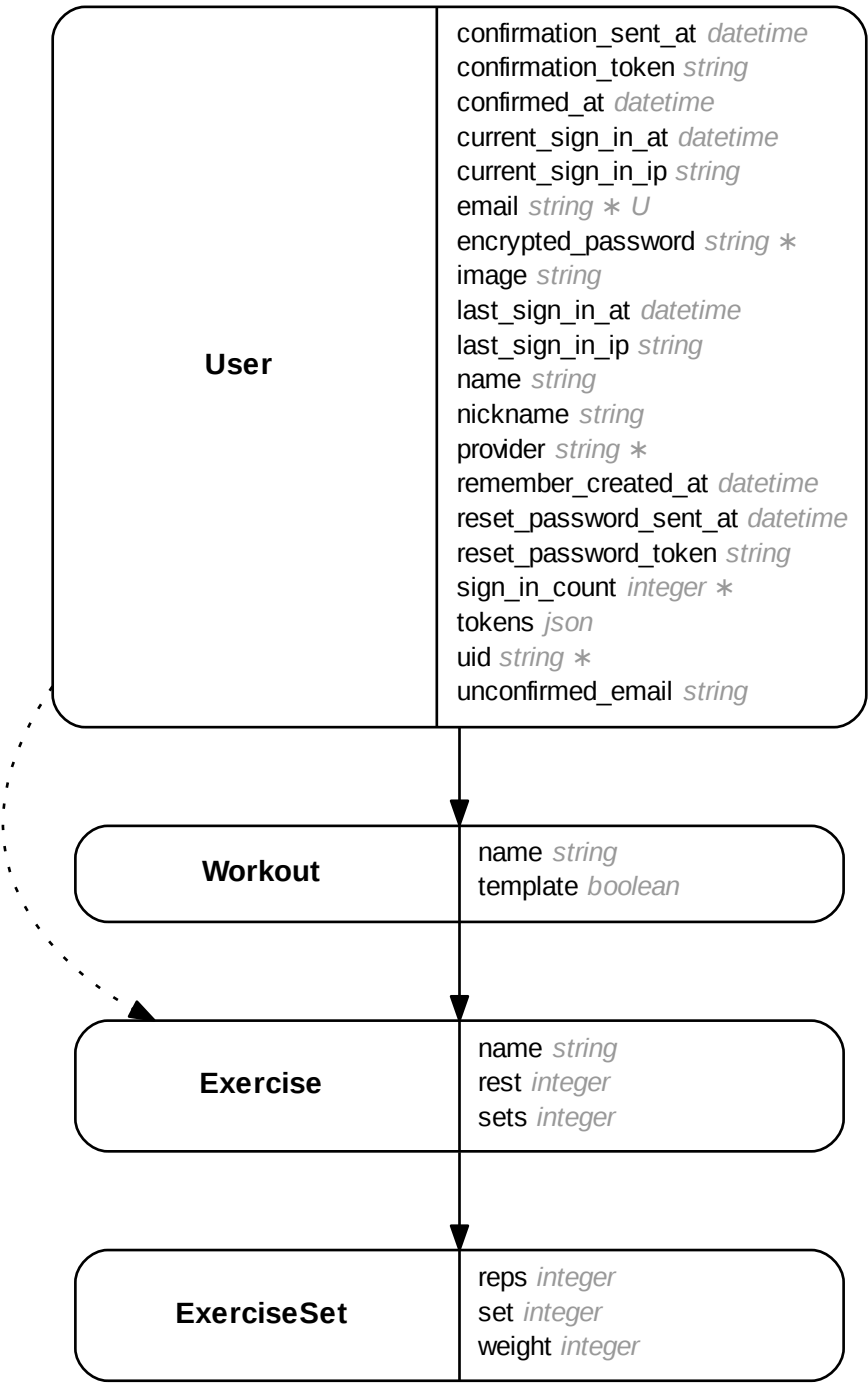 User
confirmation_sent_at datetime
confirmation_token string
confirmed_at datetime
current_sign_in_at datetime
current_sign_in_ip string
email string ∗ U
encrypted_password string ∗
image string
last_sign_in_at datetime
last_sign_in_ip string
name string
nickname string
provider string ∗
remember_created_at datetime
reset_password_sent_at datetime
reset_password_token string
sign_in_count integer ∗
tokens json
uid string ∗
unconfirmed_email string
Workout
name string
template boolean
Exercise
name string
rest integer
sets integer
ExerciseSet
reps integer
set integer
weight integer